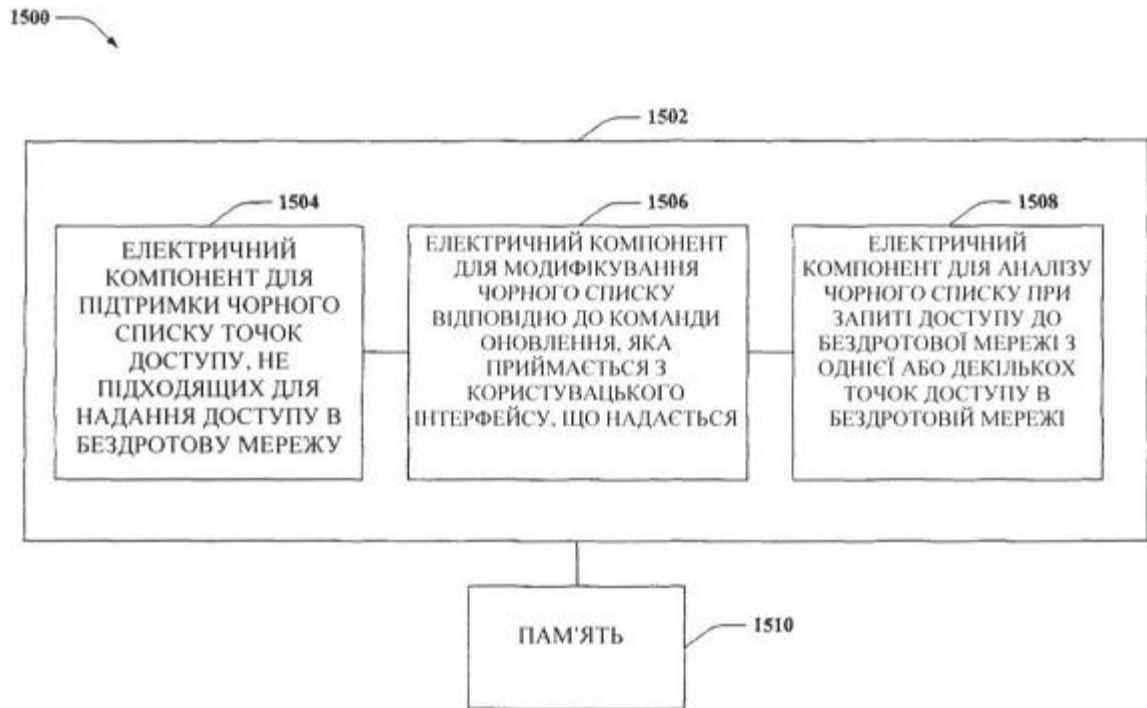 1500
1502
1504
ЕЛЕКТРИЧНИЙ
КОМПОНЕНТ ДЛЯ
ПІДТРИМКИ ЧОРНОГО
СПИСКУ ТОЧОК
ДОСТУПУ, НЕ
ПІДХОДЯЩИХ ДЛЯ
НАДАННЯ ДОСТУПУ В
БЕЗДРОТОВУ МЕРЕЖУ
1506
ЕЛЕКТРИЧНИЙ КОМПОНЕНТ
ДЛЯ МОДИФІКУВАННЯ
ЧОРНОГО СПИСКУ
ВІДПОВІДНО ДО КОМАНДИ
ОНОВЛЕННЯ, ЯКА
ПРИЙМАЄТЬСЯ З
КОРИСТУВАЦЬКОГО
ІНТЕРФЕЙСУ, ЩО НАДАЄТЬСЯ
1508
ЕЛЕКТРИЧНИЙ
КОМПОНЕНТ ДЛЯ АНАЛІЗУ
ЧОРНОГО СПИСКУ ПРИ
ЗАПИТІ ДОСТУПУ ДО
БЕЗДРОТОВОЇ МЕРЕЖІ З
ОДНІЄЇ АБО ДЕКІЛЬКОХ
ТОЧОК ДОСТУПУ В
БЕЗДРОТОВІЙ МЕРЕЖІ
ПАМ'ЯТЬ
1510